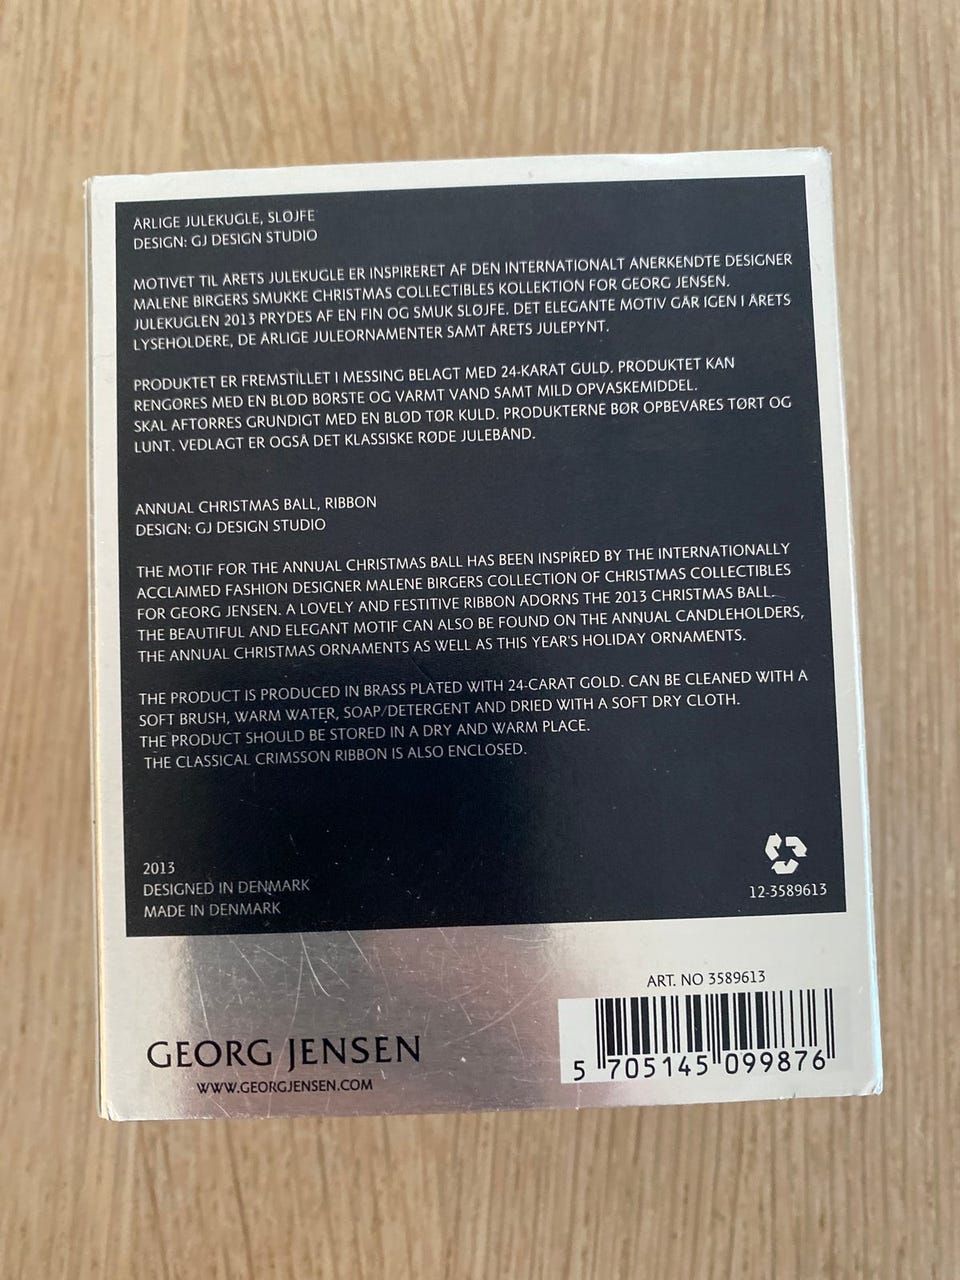 ÅRLIGE JULEKUGLE, SLØJFE
DESIGN: GJ DESIGN STUDIO
MOTIVET TIL ÅRETS JULEKUGLE ER INSPIRERET AF DEN INTERNATIONALT ANERKENDTE DESIGNER
MALENE BIRGERS SMUKKE CHRISTMAS COLLECTIBLES KOLLEKTION FOR GEORG JENSEN.
JULEKUGLEN 2013 PRYDES AF EN FIN OG SMUK SLØJFE. DET ELEGANTE MOTIV GÅR IGEN I ÅRETS
LYSEHOLDERE, DE ÅRLIGE JULEORNAMENTER SAMT ÅRETS JULEPYNT.
PRODUKTET ER FREMSTILLET I MESSING BELAGT MED 24-KARAT GULD. PRODUKTET KAN
RENGØRES MED EN BLØD BØRSTE OG VARMT VAND SAMT MILD OPVASKEMIDDEL.
SKAL AFTØRRES GRUNDIGT MED EN BLØD TØR KULD. PRODUKTERNE BØR OPBEVARES TØRT OG
LUNT. VEDLAGT ER OGSÅ DET KLASSISKE RØDE JULEBÅND.
ANNUAL CHRISTMAS BALL, RIBBON
DESIGN: GJ DESIGN STUDIO
THE MOTIF FOR THE ANNUAL CHRISTMAS BALL HAS BEEN INSPIRED BY THE INTERNATIONALLY
ACCLAIMED FASHION DESIGNER MALENE BIRGERS COLLECTION OF CHRISTMAS COLLECTIBLES
FOR GEORG JENSEN. A LOVELY AND FESTITIVE RIBBON ADORNS THE 2013 CHRISTMAS BALL.
THE BEAUTIFUL AND ELEGANT MOTIF CAN ALSO BE FOUND ON THE ANNUAL CANDLEHOLDERS,
THE ANNUAL CHRISTMAS ORNAMENTS AS WELL AS THIS YEAR'S HOLIDAY ORNAMENTS.
THE PRODUCT IS PRODUCED IN BRASS PLATED WITH 24-CARAT GOLD. CAN BE CLEANED WITH A
SOFT BRUSH, WARM WATER, SOAP/DETERGENT AND DRIED WITH A SOFT DRY CLOTH.
THE PRODUCT SHOULD BE STORED IN A DRY AND WARM PLACE.
THE CLASSICAL CRIMSSON RIBBON IS ALSO ENCLOSED.
2013
DESIGNED IN DENMARK
MADE IN DENMARK
12-3589613
ART. NO 3589613
5 705145 099876
GEORG JENSEN
WWW.GEORGJENSEN.COM